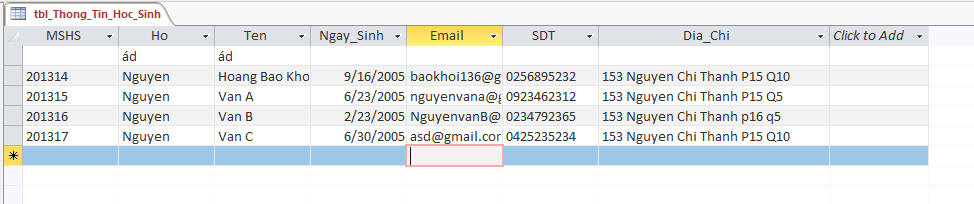 tbl_Thong_Tin_Hoc_Sinh
MSHS Ho Ten Ngay_Sinh Email SDT Dia_Chi Click to Add
ád ád
201314 Nguyen Hoang Bao Kho 9/16/2005 baokhoi136@g 0256895232 153 Nguyen Chi Thanh P15 Q10
201315 Nguyen Van A 6/23/2005 nguyenvana@g 0923462312 153 Nguyen Chi Thanh P15 Q5
201316 Nguyen Van B 2/23/2005 NguyenvanB@ 0234792365 153 Nguyen Chi Thanh p16 q5
201317 Nguyen Van C 6/30/2005 asd@gmail.cor 0425235234 153 Nguyen Chi Thanh P15 Q10